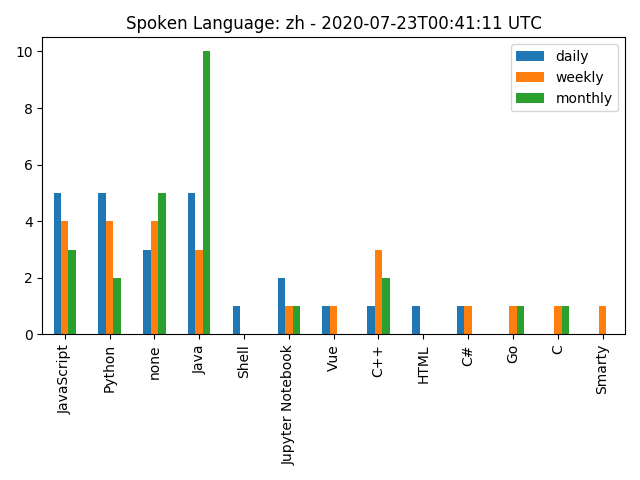 Spoken Language: zh - 2020-07-23T00:41:11 UTC
daily
weekly
monthly
10
8
6
4
2
0
JavaScript
Python
none
Java
Shell
Jupyter Notebook
Vue
C++
HTML
C#
Go
C
Smarty